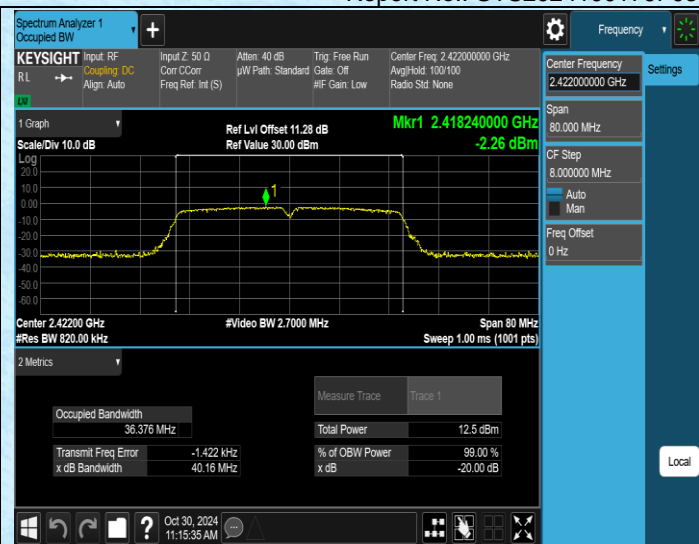 Spectrum Analyzer 1
Occupied BW
Frequency
KEYSIGHT
Input: RF
Input Z: 50 Ω
Atten: 40 dB
Trig: Free Run
Center Freq: 2.422000000 GHz
RL
Coupling: DC
Corr CCorr
µW Path: Standard
Gate: Off
Avg|Hold: 100/100
Align: Auto
Freq Ref: Int (S)
#IF Gain: Low
Radio Std: None
Center Frequency
2.422000000 GHz
Settings
Span
80.000 MHz
CF Step
8.000000 MHz
Auto
Man
Freq Offset
0 Hz
1 Graph
Ref Lvl Offset 11.28 dB
Mkr1 2.418240000 GHz
Scale/Div 10.0 dB
Ref Value 30.00 dBm
-2.26 dBm
Log
20.0
10.0
0.00
-10.0
-20.0
-30.0
-40.0
-50.0
-60.0
1
Center 2.42200 GHz
#Video BW 2.7000 MHz
Span 80 MHz
#Res BW 820.00 kHz
Sweep 1.00 ms (1001 pts)
2 Metrics
Measure Trace
Trace 1
Occupied Bandwidth
36.376 MHz
Total Power
12.5 dBm
Transmit Freq Error
-1.422 kHz
% of OBW Power
99.00 %
x dB Bandwidth
40.16 MHz
x dB
-20.00 dB
Local
Oct 30, 2024
11:15:35 AM